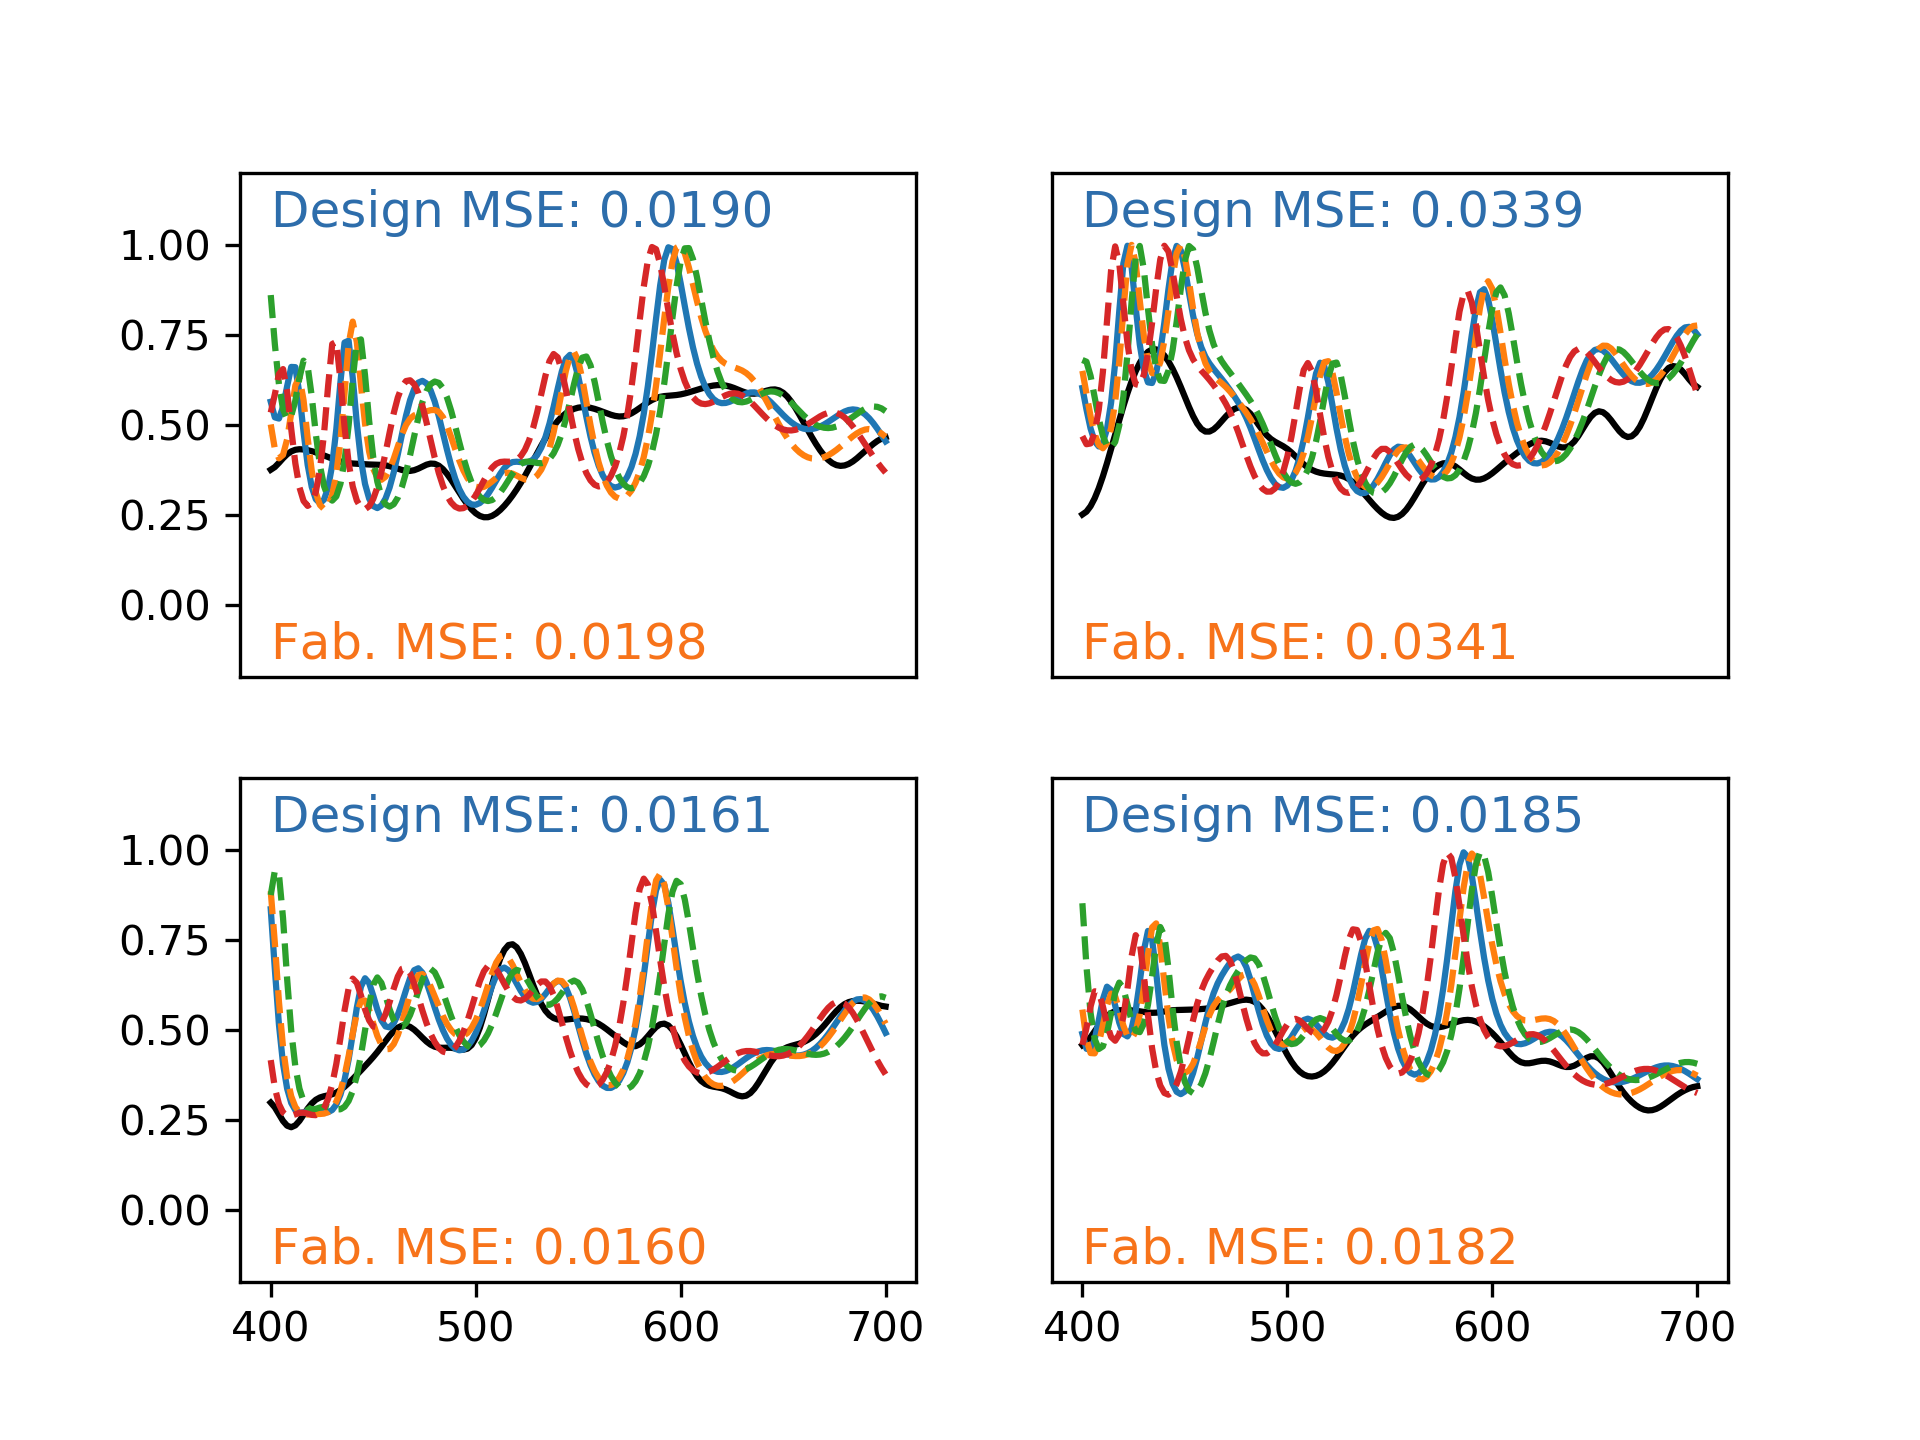 Design MSE: 0.0190
1.00
0.75
0.50
0.25
0.00
Fab. MSE: 0.0198
Design MSE: 0.0339
Fab. MSE: 0.0341
Design MSE: 0.0161
1.00
0.75
0.50
0.25
0.00
Fab. MSE: 0.0160
400 500 600 700
Design MSE: 0.0185
Fab. MSE: 0.0182
400 500 600 700